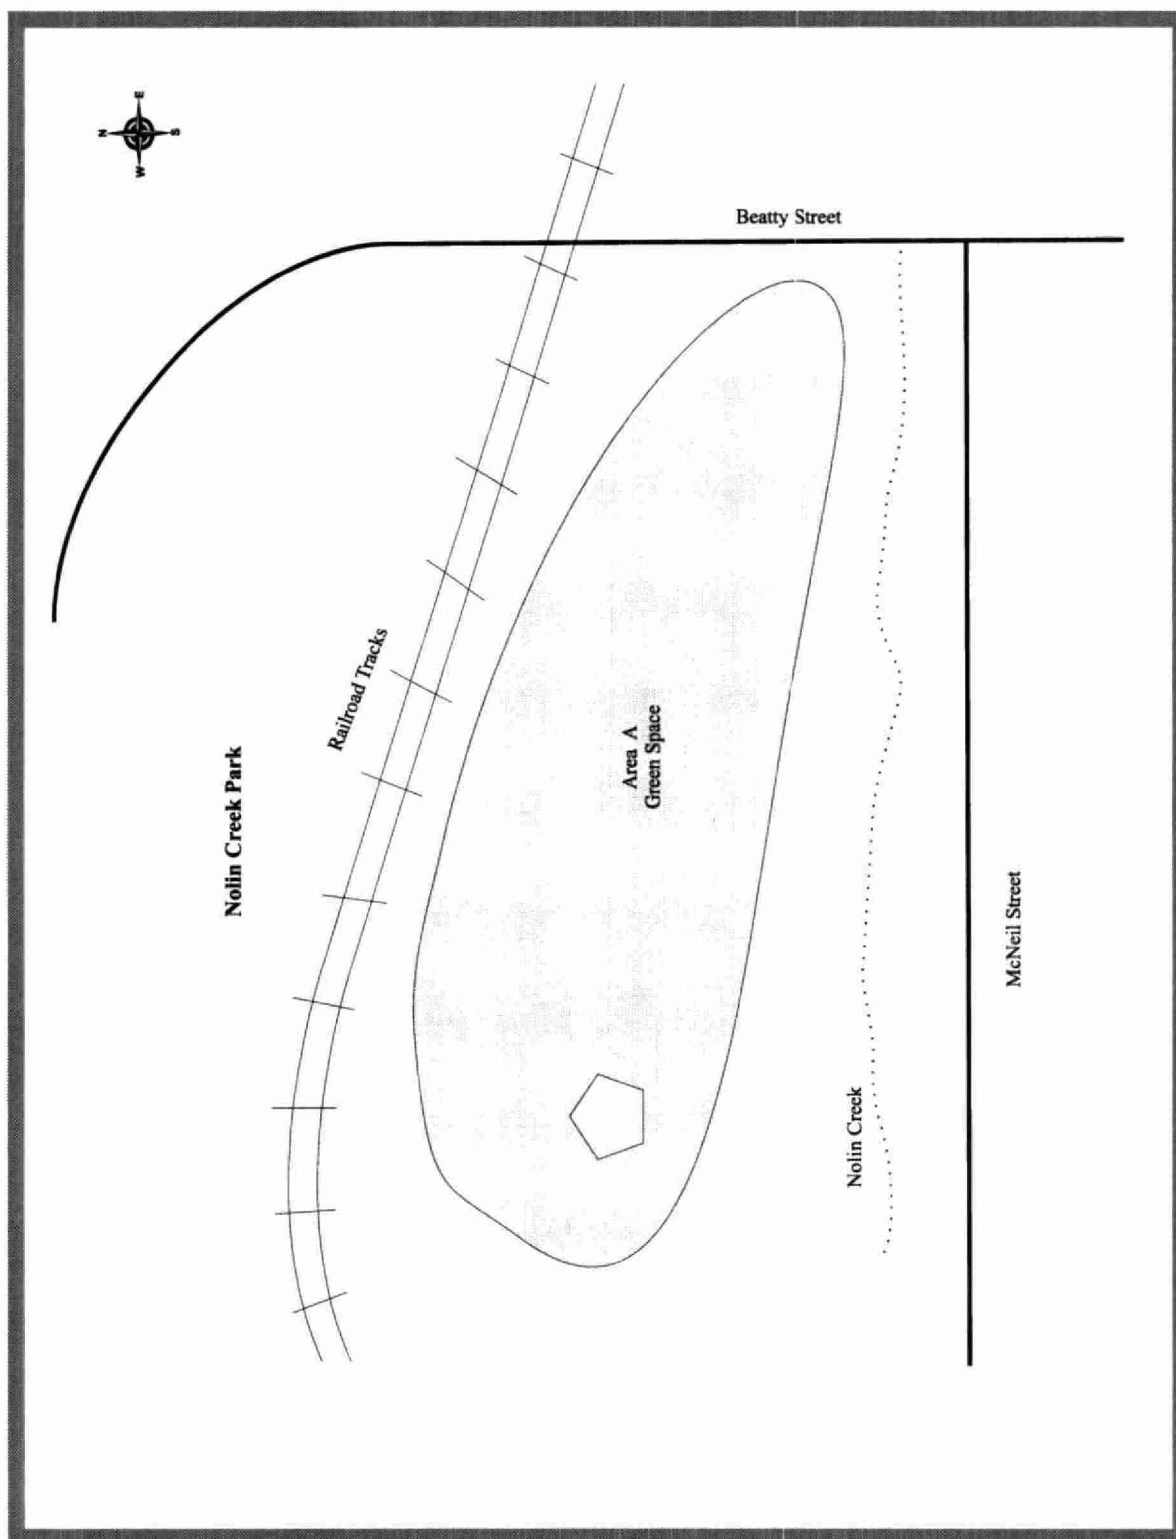 Nolin Creek Park
N
W
E
S
Railroad Tracks
Beatty Street
Area A
Green Space
Nolin Creek
McNeil Street